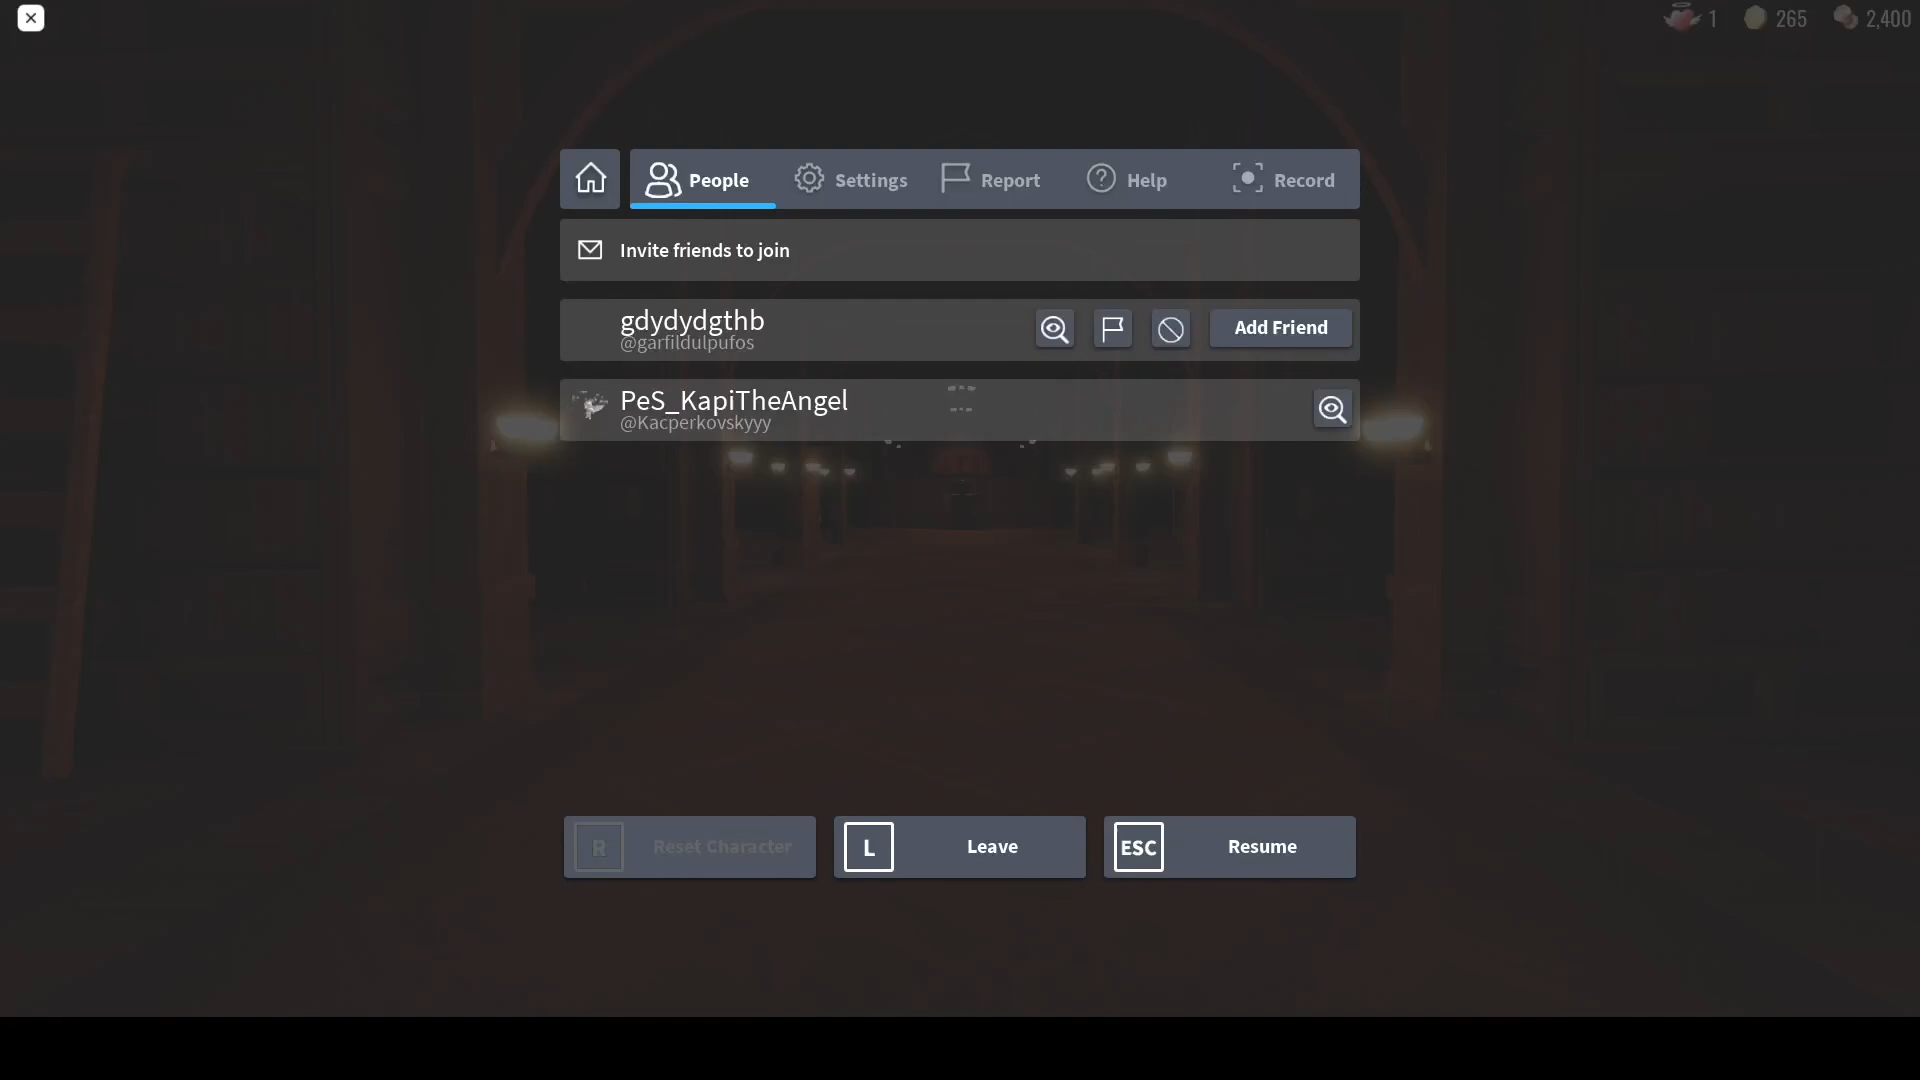 1 265 2,400
People Settings Report Help Record
Invite friends to join
gdydydgthb
@garfildulpufos
Add Friend
PeS_KapiTheAngel
@Kacperkovskyyy
R Reset Character L Leave ESC Resume